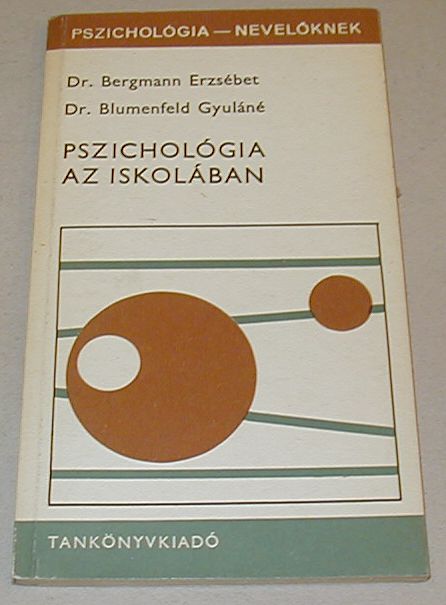 PSZICHOLÓGIA — NEVELŐKNEK
Dr. Bergmann Erzsébet
Dr. Blumenfeld Gyuláné
PSZICHOLÓGIA
AZ ISKOLÁBAN
TANKÖNYVKIADÓ